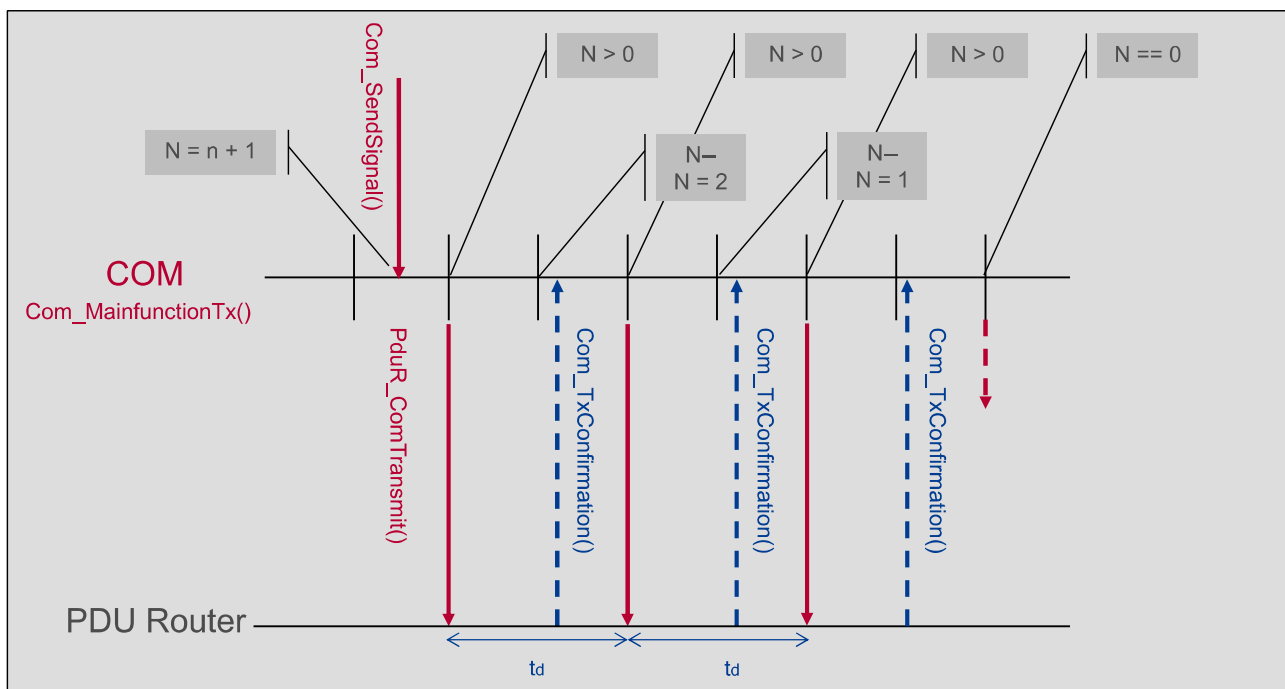 N > 0
N > 0
N > 0
N == 0
Com_SendSignal()
N = n + 1
N–
N = 2
N–
N = 1
COM
Com_MainfunctionTx()
PduR_ComTransmit()
Com_TxConfirmation()
Com_TxConfirmation()
Com_TxConfirmation()
PDU Router
td
td